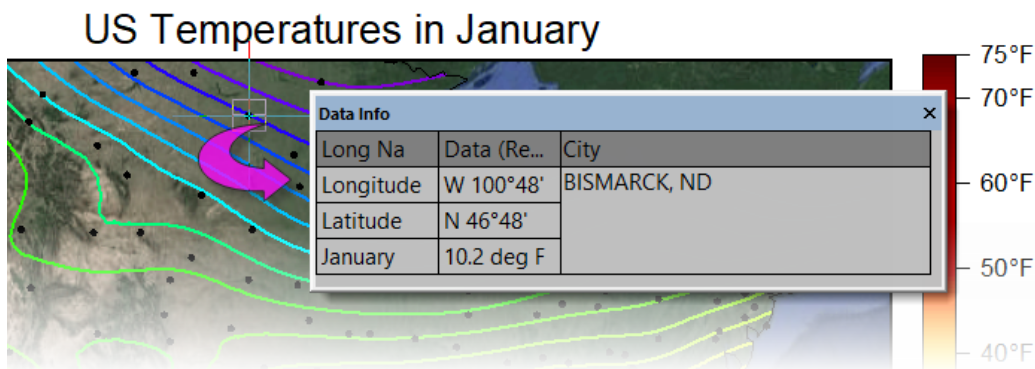 US Temperatures in January
75°F
70°F
60°F
50°F
40°F
Data Info ×
Long Na Data (Re... City
Longitude W 100°48' BISMARCK, ND
Latitude N 46°48'
January 10.2 deg F